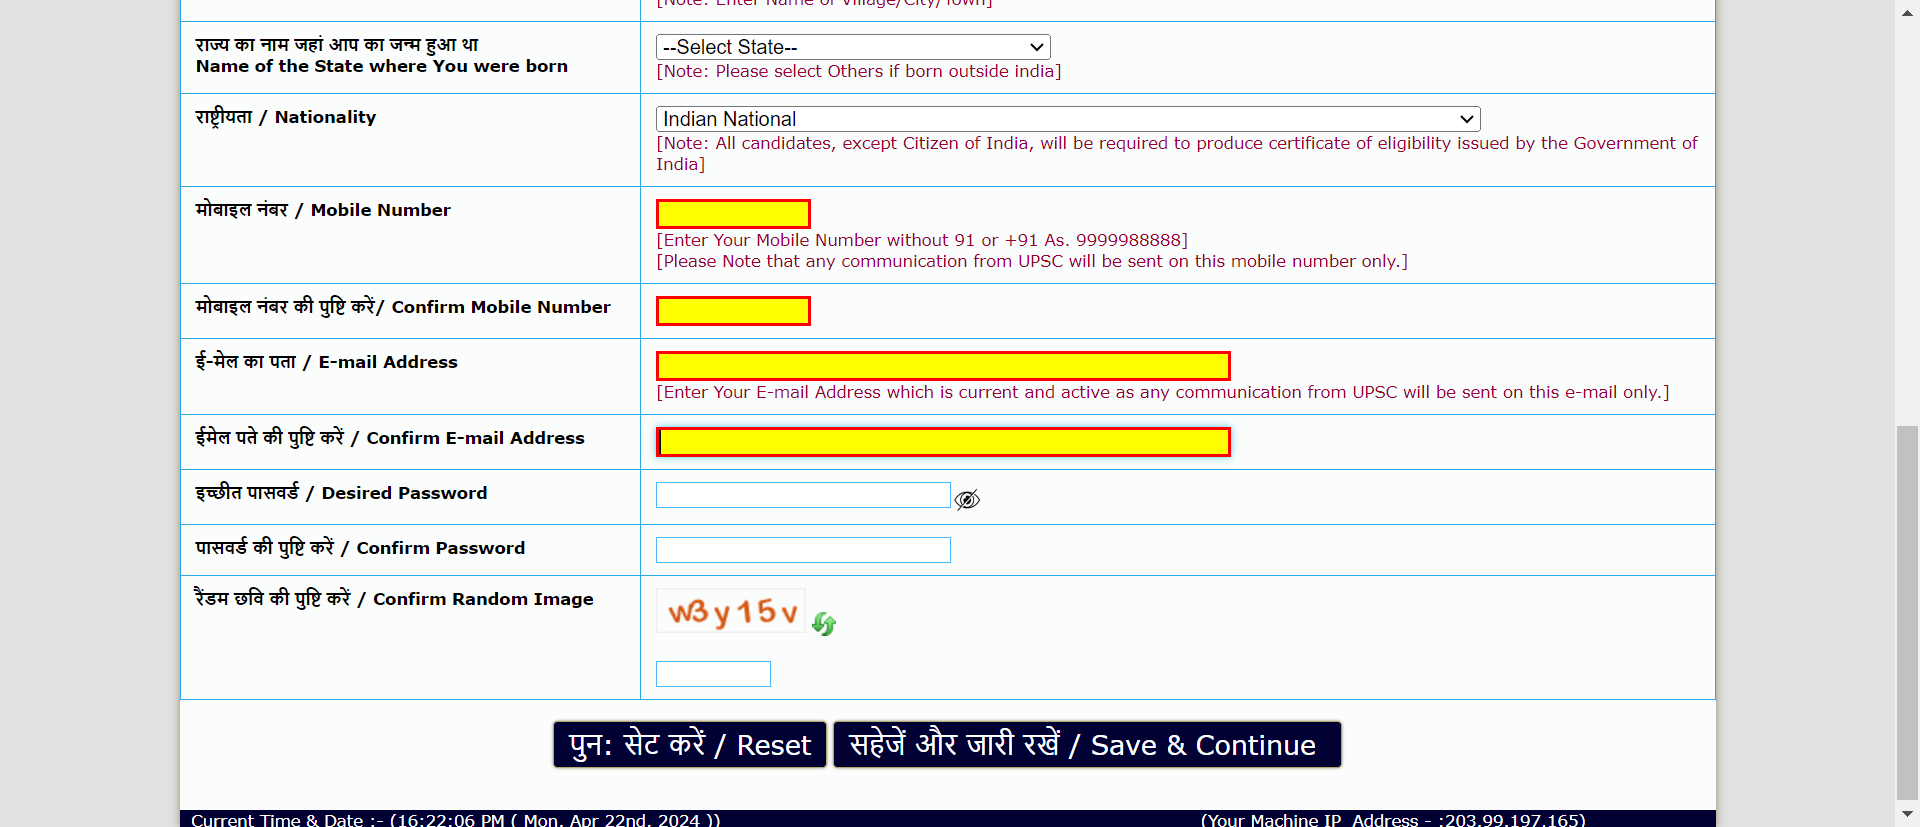 [Note: Enter Name of Village/City/Town]
राज्य का नाम जहां आप का जन्म हुआ था
Name of the State where You were born
--Select State--
[Note: Please select Others if born outside india]
राष्ट्रीयता / Nationality
Indian National
[Note: All candidates, except Citizen of India, will be required to produce certificate of eligibility issued by the Government of
India]
मोबाइल नंबर / Mobile Number
[Enter Your Mobile Number without 91 or +91 As. 9999988888]
[Please Note that any communication from UPSC will be sent on this mobile number only.]
मोबाइल नंबर की पुष्टि करें/ Confirm Mobile Number
ई-मेल का पता / E-mail Address
[Enter Your E-mail Address which is current and active as any communication from UPSC will be sent on this e-mail only.]
ईमेल पते की पुष्टि करें / Confirm E-mail Address
इच्छीत पासवर्ड / Desired Password
पासवर्ड की पुष्टि करें / Confirm Password
रैंडम छवि की पुष्टि करें / Confirm Random Image
w3y15v
पुन: सेट करें / Reset
सहेजें और जारी रखें / Save & Continue
Current Time & Date :- (16:22:06 PM ( Mon, Apr 22nd, 2024 ))
(Your Machine IP Address - :203.99.197.165)